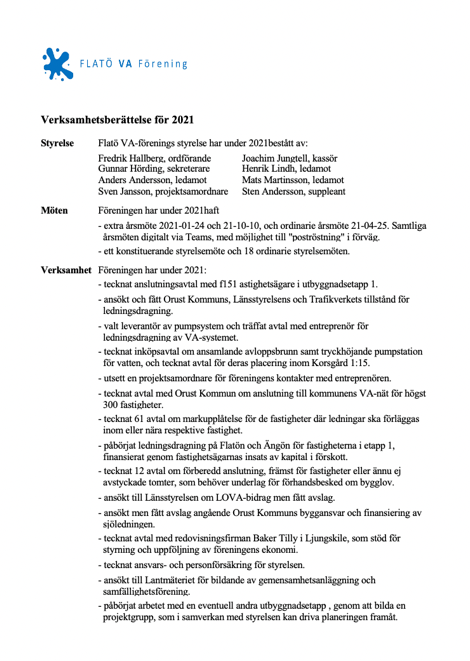 FLATÖ VA Förening
Verksamhetsberättelse för 2021
Styrelse Flatö VA-förenings styrelse har under 2021bestått av:
Fredrik Hallberg, ordförande Joachim Jungtell, kassör
Gunnar Hörding, sekreterare Henrik Lindh, ledamot
Anders Andersson, ledamot Mats Martinsson, ledamot
Sven Jansson, projektsamordnare Sten Andersson, suppleant
Möten Föreningen har under 2021haft
- extra årsmöte 2021-01-24 och 21-10-10, och ordinarie årsmöte 21-04-25. Samtliga
årsmöten digitalt via Teams, med möjlighet till "poströstning" i förväg.
- ett konstituerande styrelsemöte och 18 ordinarie styrelsemöten.
Verksamhet Föreningen har under 2021:
- tecknat anslutningsavtal med f151 astighetsägare i utbyggnadsetapp 1.
- ansökt och fått Orust Kommuns, Länsstyrelsens och Trafikverkets tillstånd för
ledningsdragning.
- valt leverantör av pumpsystem och träffat avtal med entreprenör för
ledningsdragning av VA-systemet.
- tecknat inköpsavtal om ansamlande avloppsbrunn samt tryckhöjande pumpstation
för vatten, och tecknat avtal för deras placering inom Korsgård 1:15.
- utsett en projektsamordnare för föreningens kontakter med entreprenören.
- tecknat avtal med Orust Kommun om anslutning till kommunens VA-nät för högst
300 fastigheter.
- tecknat 61 avtal om markupplåtelse för de fastigheter där ledningar ska förläggas
inom eller nära respektive fastighet.
- påbörjat ledningsdragning på Flatön och Ängön för fastigheterna i etapp 1,
finansierat genom fastighetsägarnas insats av kapital i förskott.
- tecknat 12 avtal om förberedd anslutning, främst för fastigheter eller ännu ej
avstyckade tomter, som behöver underlag för förhandsbesked om bygglov.
- ansökt till Länsstyrelsen om LOVA-bidrag men fått avslag.
- ansökt men fått avslag angående Orust Kommuns byggansvar och finansiering av
sjöledningen.
- tecknat avtal med redovisningsfirman Baker Tilly i Ljungskile, som stöd för
styrning och uppföljning av föreningens ekonomi.
- tecknat ansvars- och personförsäkring för styrelsen.
- ansökt till Lantmäteriet för bildande av gemensamhetsanläggning och
samfällighetsförening.
- påbörjat arbetet med en eventuell andra utbyggnadsetapp , genom att bilda en
projektgrupp, som i samverkan med styrelsen kan driva planeringen framåt.